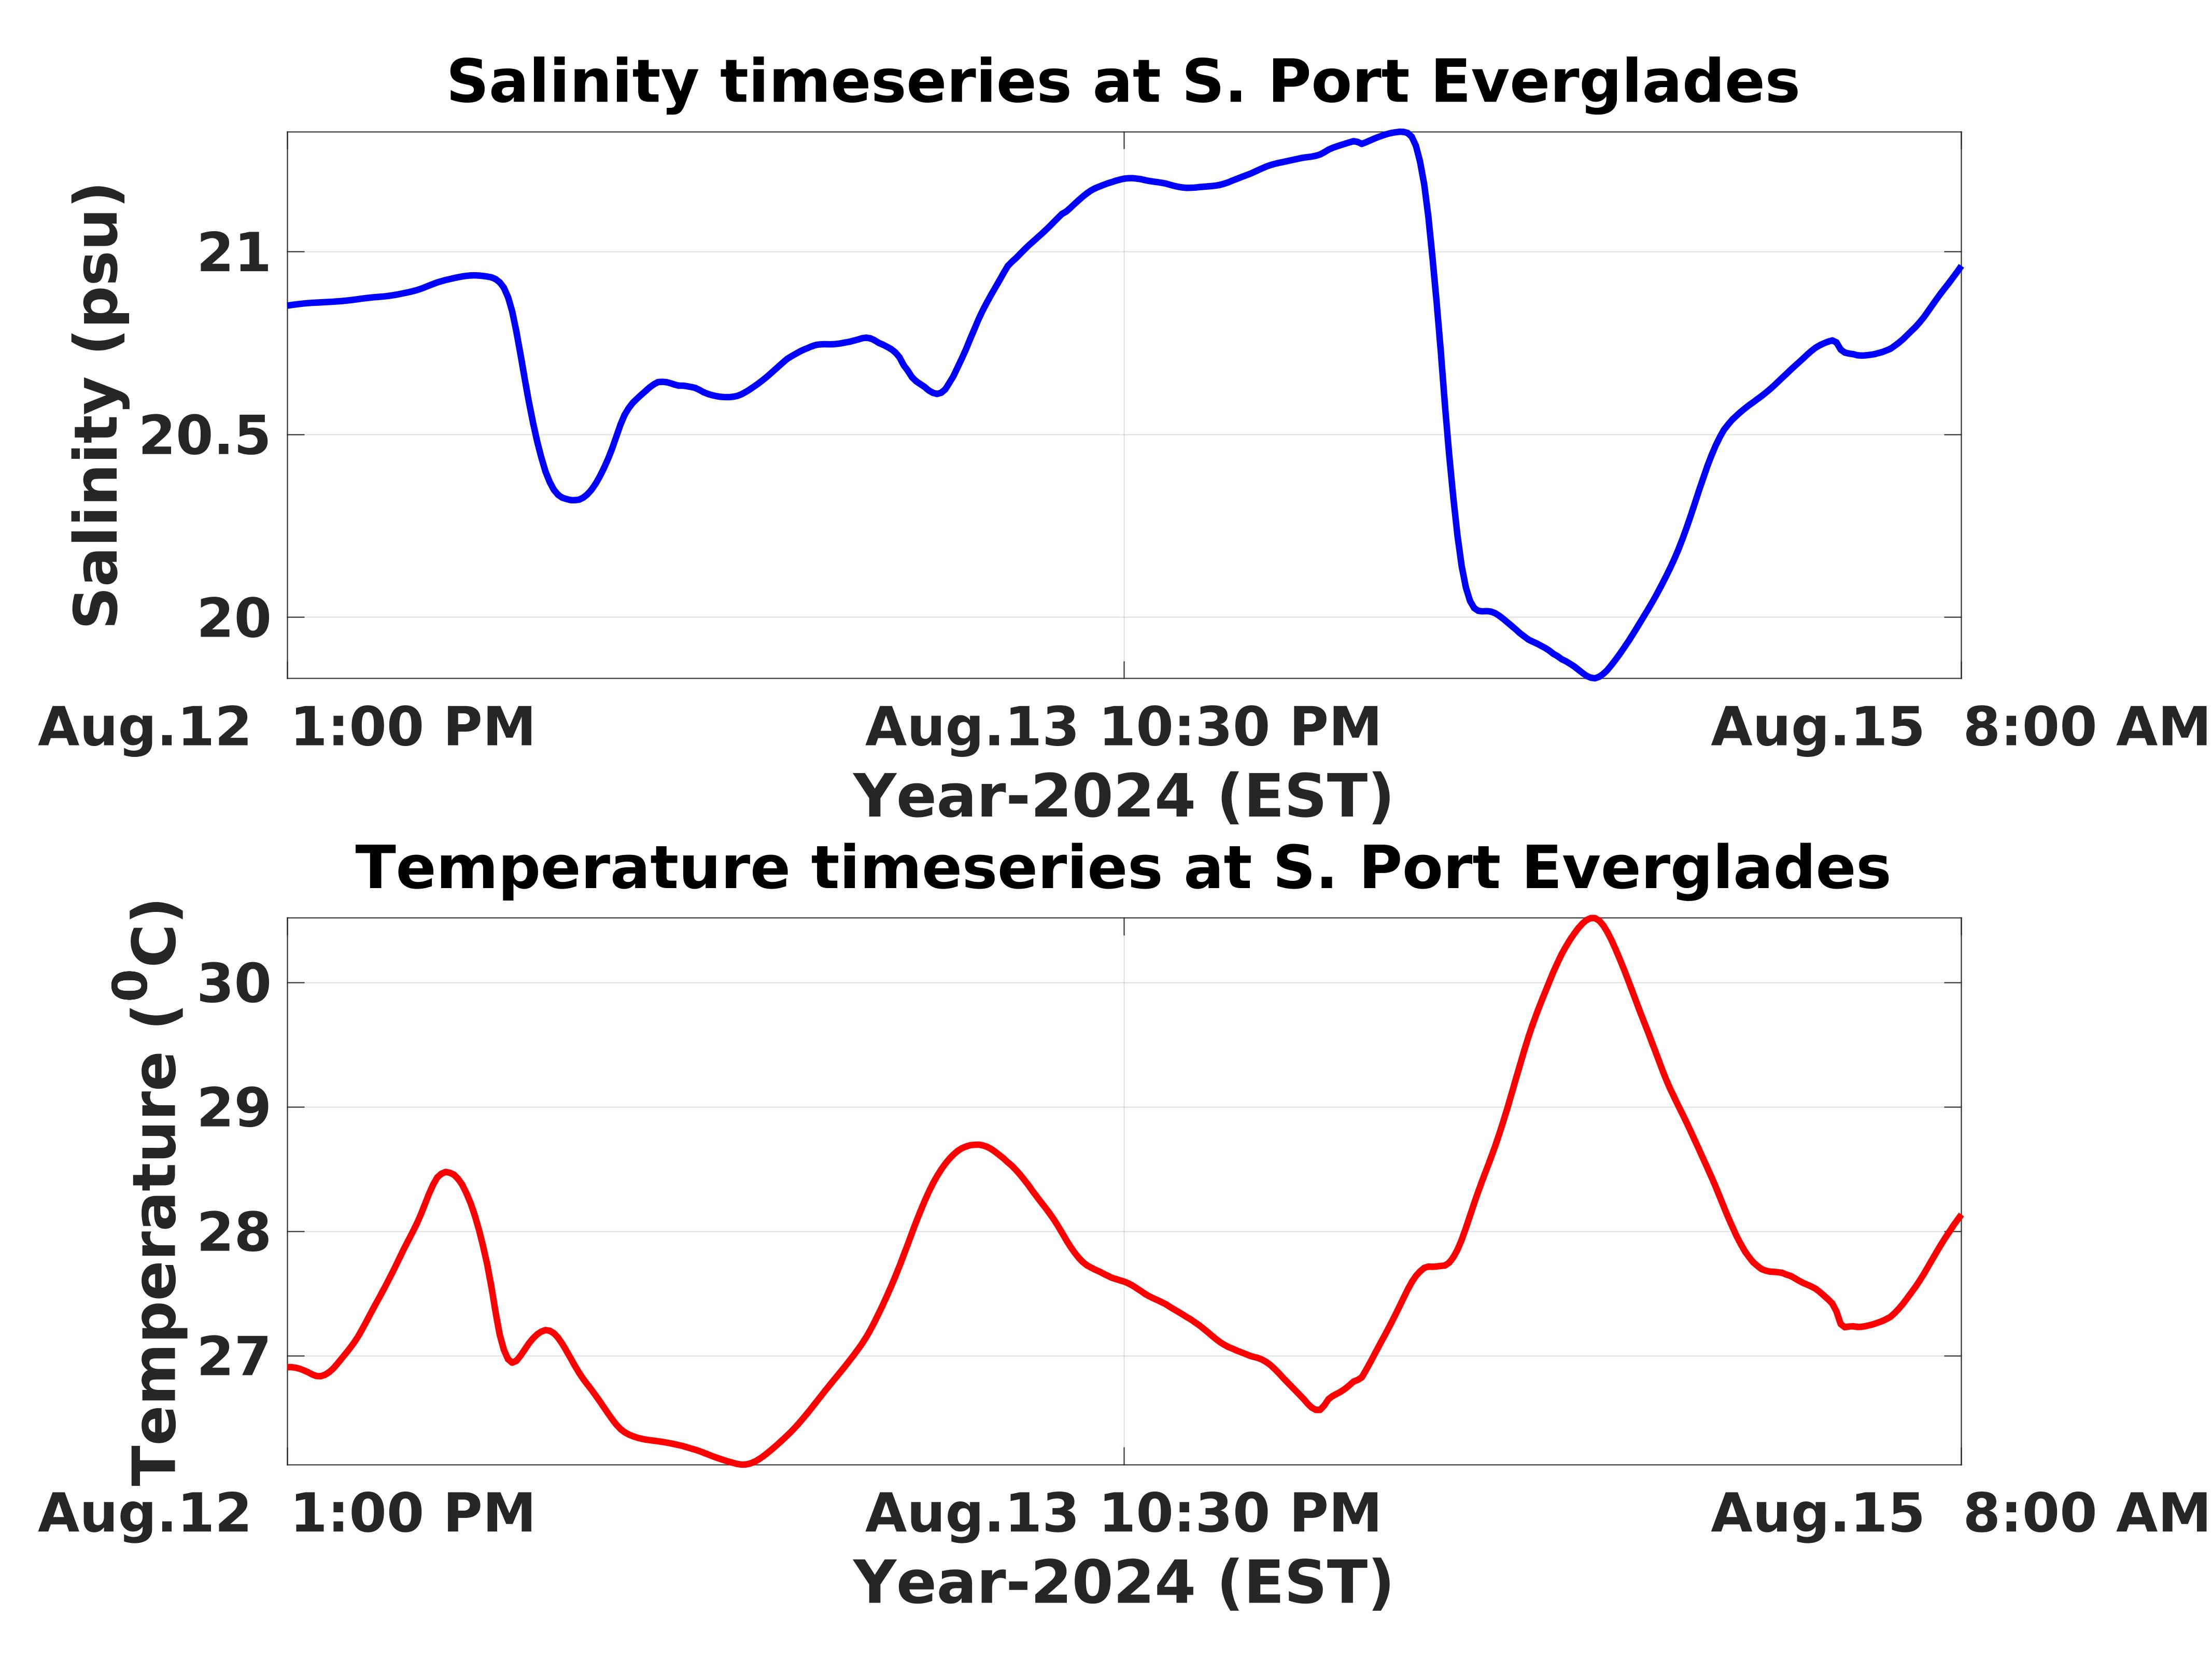 Salinity timeseries at S. Port Everglades
Salinity (psu)
21
20.5
20
Aug.12 1:00 PM Aug.13 10:30 PM Aug.15 8:00 AM
Year-2024 (EST)
Temperature timeseries at S. Port Everglades
Temperature (⁰C)
30
29
28
27
Aug.12 1:00 PM Aug.13 10:30 PM Aug.15 8:00 AM
Year-2024 (EST)